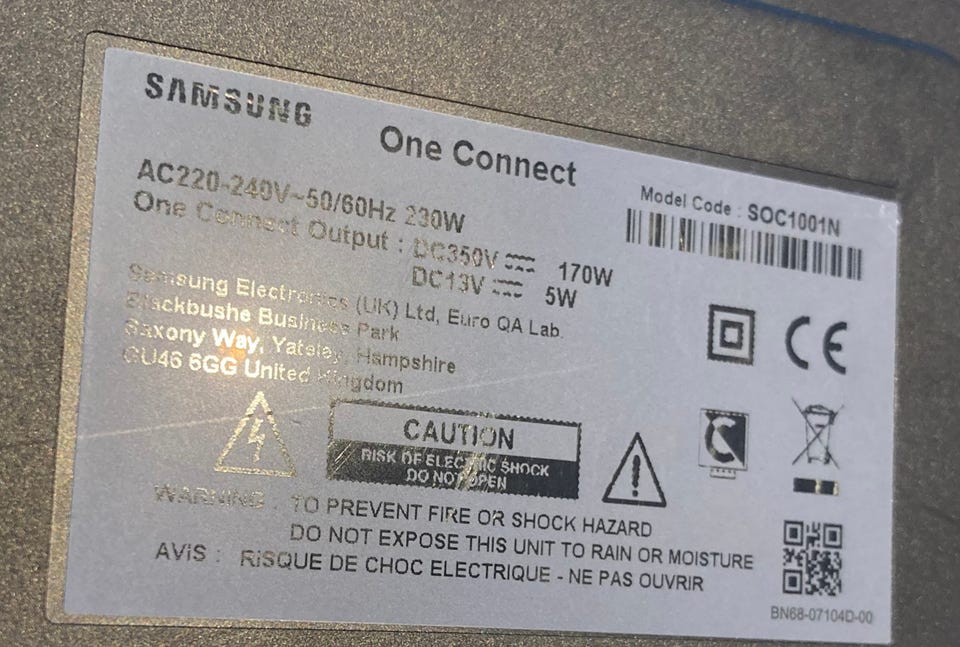 SAMSUNG
One Connect
AC220-240V~50/60Hz 230W
One Connect Output : DC350V ⎓ 170W
DC13V ⎓ 5W
Model Code : SOC1001N
Samsung Electronics (UK) Ltd, Euro QA Lab.
Blackbushe Business Park
Saxony Way, Yateley, Hampshire
GU46 6GG United Kingdom
CE
CAUTION
RISK OF ELECTRIC SHOCK
DO NOT OPEN
WARNING : TO PREVENT FIRE OR SHOCK HAZARD
DO NOT EXPOSE THIS UNIT TO RAIN OR MOISTURE
AVIS : RISQUE DE CHOC ELECTRIQUE - NE PAS OUVRIR
BN68-07104D-00